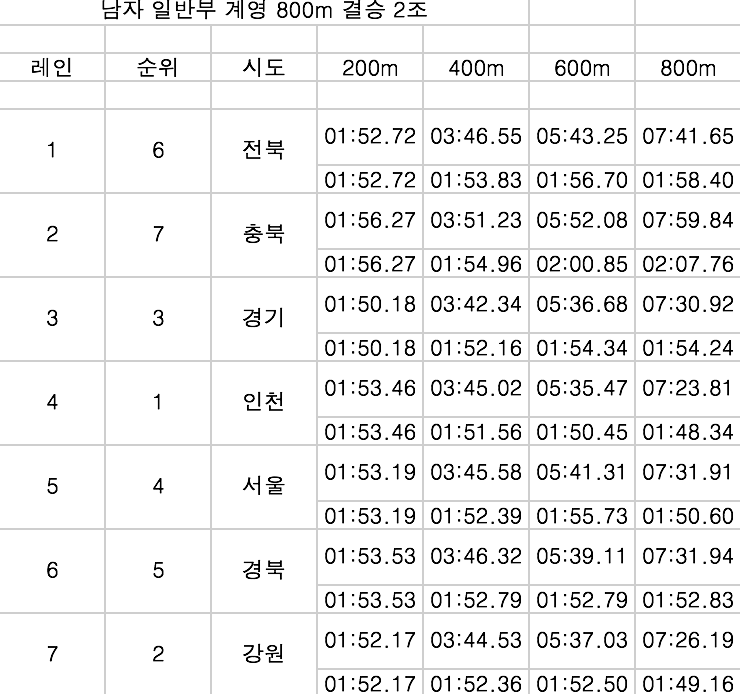 남자 일반부 계영 800m 결승 2조
레인 순위 시도 200m 400m 600m 800m
1 6 전북 01:52.72 03:46.55 05:43.25 07:41.65
01:52.72 01:53.83 01:56.70 01:58.40
2 7 충북 01:56.27 03:51.23 05:52.08 07:59.84
01:56.27 01:54.96 02:00.85 02:07.76
3 3 경기 01:50.18 03:42.34 05:36.68 07:30.92
01:50.18 01:52.16 01:54.34 01:54.24
4 1 인천 01:53.46 03:45.02 05:35.47 07:23.81
01:53.46 01:51.56 01:50.45 01:48.34
5 4 서울 01:53.19 03:45.58 05:41.31 07:31.91
01:53.19 01:52.39 01:55.73 01:50.60
6 5 경북 01:53.53 03:46.32 05:39.11 07:31.94
01:53.53 01:52.79 01:52.79 01:52.83
7 2 강원 01:52.17 03:44.53 05:37.03 07:26.19
01:52.17 01:52.36 01:52.50 01:49.16